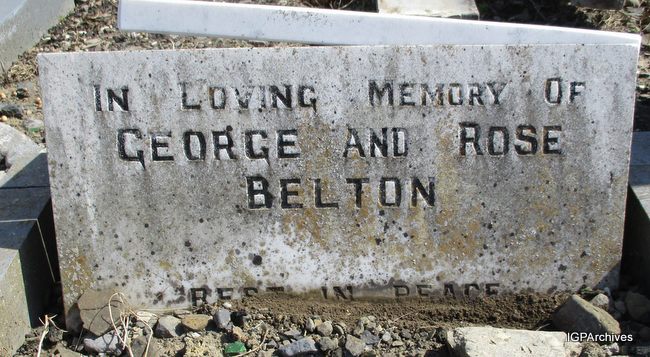 IN LOVING MEMORY OF
GEORGE AND ROSE
BELTON
REST IN PEACE
IGPArchives